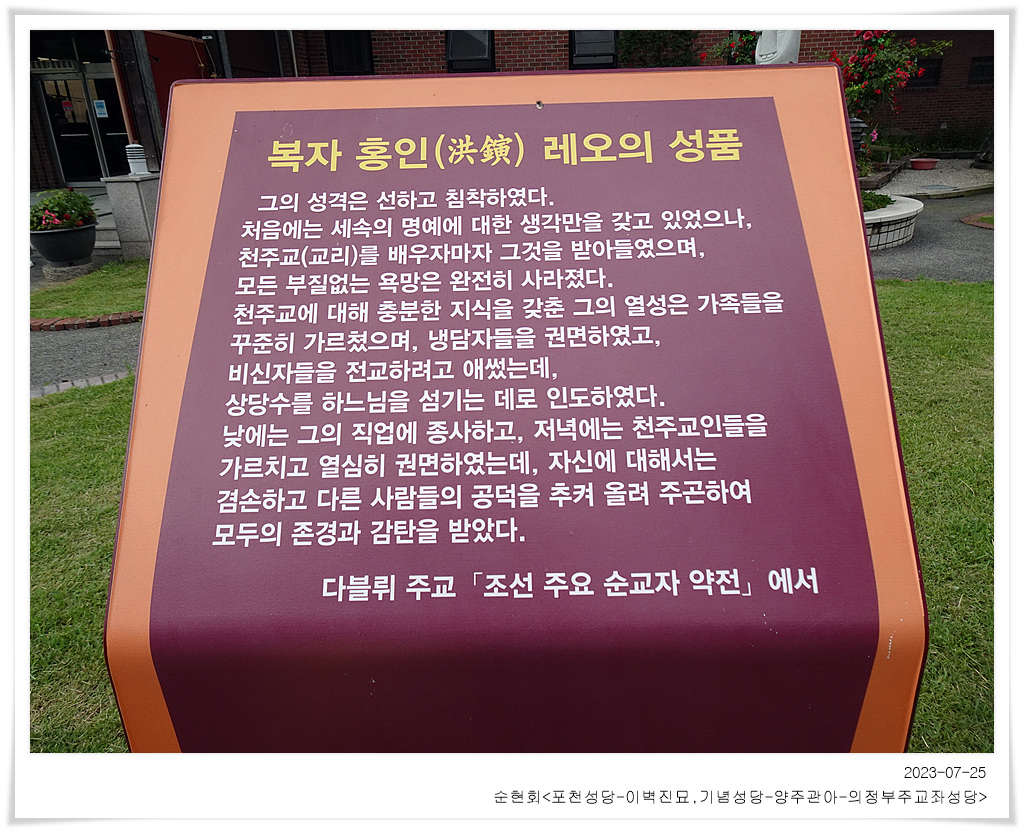 복자 홍인(洪鏔) 레오의 성품
그의 성격은 선하고 침착하였다.
처음에는 세속의 명예에 대한 생각만을 갖고 있었으나,
천주교(교리)를 배우자마자 그것을 받아들였으며,
모든 부질없는 욕망은 완전히 사라졌다.
천주교에 대해 충분한 지식을 갖춘 그의 열성은 가족들을
꾸준히 가르쳤으며, 냉담자들을 권면하였고,
비신자들을 전교하려고 애썼는데,
상당수를 하느님을 섬기는 데로 인도하였다.
낮에는 그의 직업에 종사하고, 저녁에는 천주교인들을
가르치고 열심히 권면하였는데, 자신에 대해서는
겸손하고 다른 사람들의 공덕을 추켜 올려 주곤하여
모두의 존경과 감탄을 받았다.
다블뤼 주교「조선 주요 순교자 약전」에서
2023-07-25
순현회<포천성당-이벽진묘,기념성당-양주관아-의정부주교좌성당>